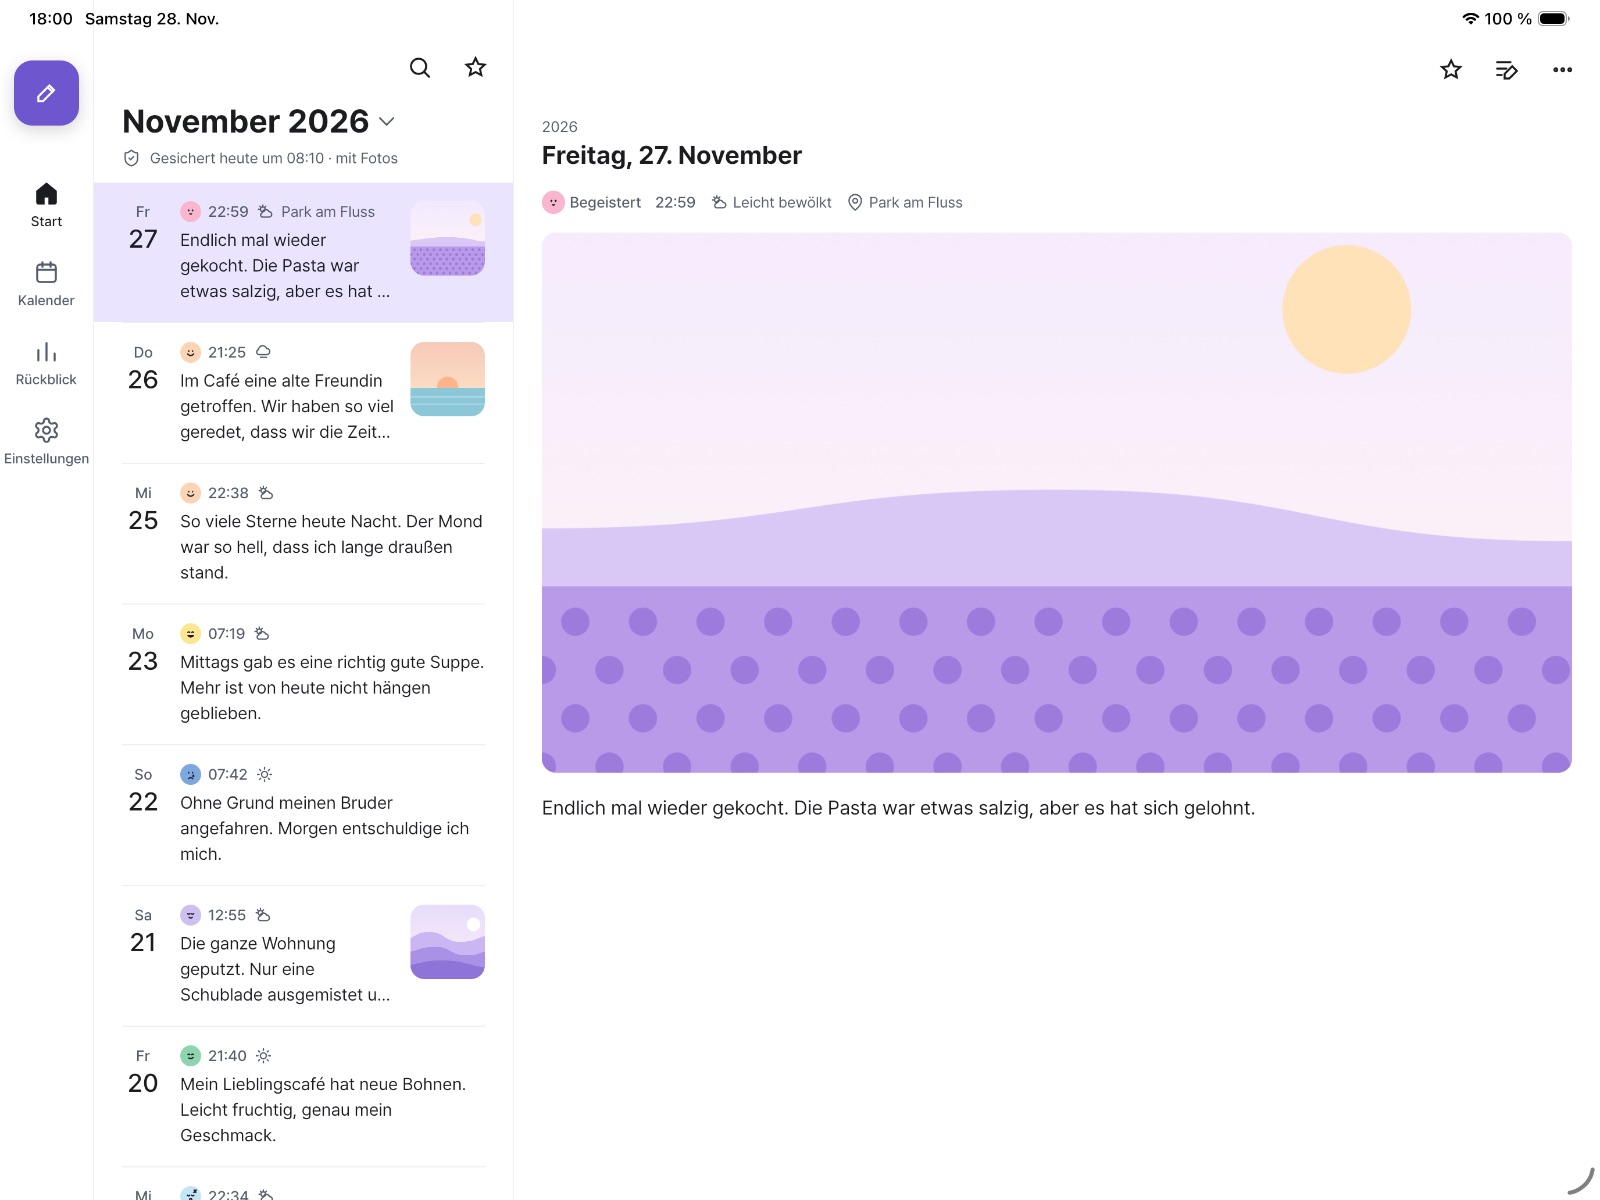 18:00 Samstag 28. Nov.
100 %
Start
Kalender
Rückblick
Einstellungen
November 2026
Gesichert heute um 08:10 · mit Fotos
Fr
27
22:59 Park am Fluss
Endlich mal wieder
gekocht. Die Pasta war
etwas salzig, aber es hat ...
Do
26
21:25
Im Café eine alte Freundin
getroffen. Wir haben so viel
geredet, dass wir die Zeit...
Mi
25
22:38
So viele Sterne heute Nacht. Der Mond
war so hell, dass ich lange draußen
stand.
Mo
23
07:19
Mittags gab es eine richtig gute Suppe.
Mehr ist von heute nicht hängen
geblieben.
So
22
07:42
Ohne Grund meinen Bruder
angefahren. Morgen entschuldige ich
mich.
Sa
21
12:55
Die ganze Wohnung
geputzt. Nur eine
Schublade ausgemistet u...
Fr
20
21:40
Mein Lieblingscafé hat neue Bohnen.
Leicht fruchtig, genau mein
Geschmack.
Mi
22:34
2026
Freitag, 27. November
Begeistert 22:59 Leicht bewölkt Park am Fluss
Endlich mal wieder gekocht. Die Pasta war etwas salzig, aber es hat sich gelohnt.